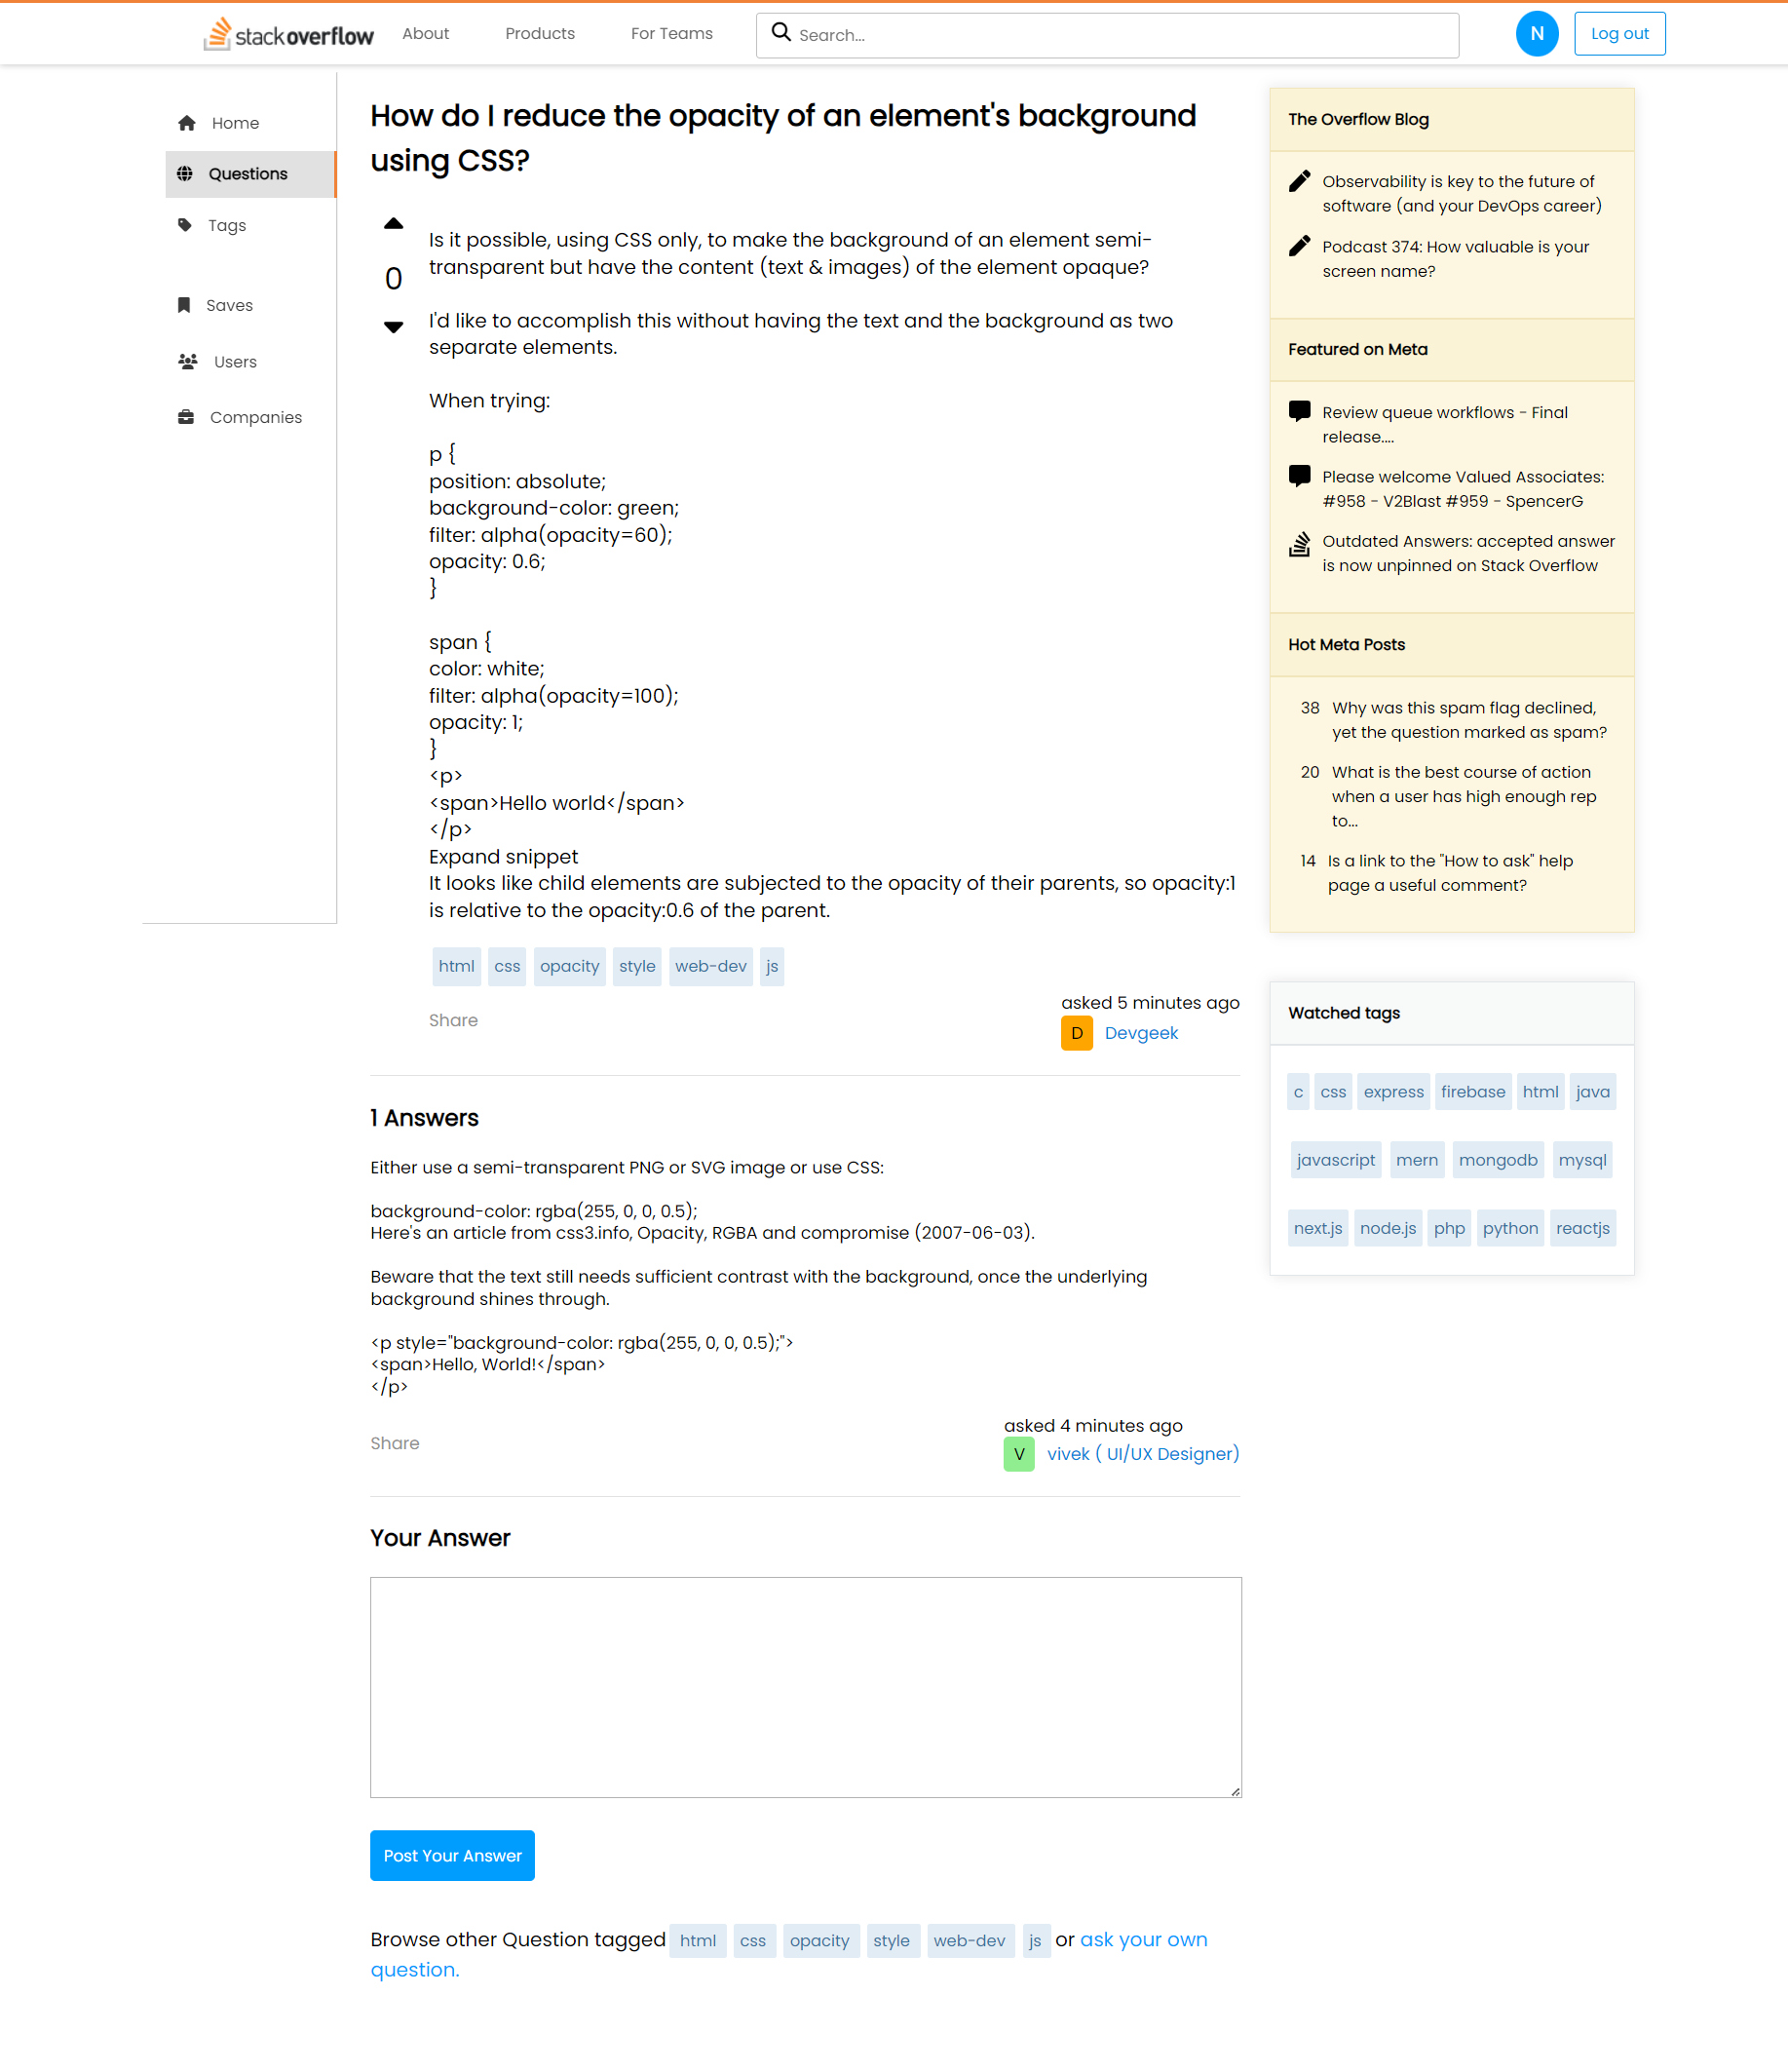 stackoverflow About Products For Teams Search... N Log out
Home
Questions
Tags
Saves
Users
Companies
How do I reduce the opacity of an element's background
using CSS?
0
Is it possible, using CSS only, to make the background of an element semi-
transparent but have the content (text & images) of the element opaque?
I'd like to accomplish this without having the text and the background as two
separate elements.
When trying:
p {
position: absolute;
background-color: green;
filter: alpha(opacity=60);
opacity: 0.6;
}
span {
color: white;
filter: alpha(opacity=100);
opacity: 1;
}
<p>
<span>Hello world</span>
</p>
Expand snippet
It looks like child elements are subjected to the opacity of their parents, so opacity:1
is relative to the opacity:0.6 of the parent.
html css opacity style web-dev js
Share
asked 5 minutes ago
D Devgeek
1 Answers
Either use a semi-transparent PNG or SVG image or use CSS:
background-color: rgba(255, 0, 0, 0.5);
Here's an article from css3.info, Opacity, RGBA and compromise (2007-06-03).
Beware that the text still needs sufficient contrast with the background, once the underlying
background shines through.
<p style="background-color: rgba(255, 0, 0, 0.5);">
<span>Hello, World!</span>
</p>
Share
asked 4 minutes ago
V vivek ( UI/UX Designer)
Your Answer
Post Your Answer
Browse other Question tagged html css opacity style web-dev js or ask your own
question.
The Overflow Blog
Observability is key to the future of
software (and your DevOps career)
Podcast 374: How valuable is your
screen name?
Featured on Meta
Review queue workflows - Final
release....
Please welcome Valued Associates:
#958 - V2Blast #959 - SpencerG
Outdated Answers: accepted answer
is now unpinned on Stack Overflow
Hot Meta Posts
38 Why was this spam flag declined,
yet the question marked as spam?
20 What is the best course of action
when a user has high enough rep
to...
14 Is a link to the "How to ask" help
page a useful comment?
Watched tags
c css express firebase html java
javascript mern mongodb mysql
next.js node.js php python reactjs